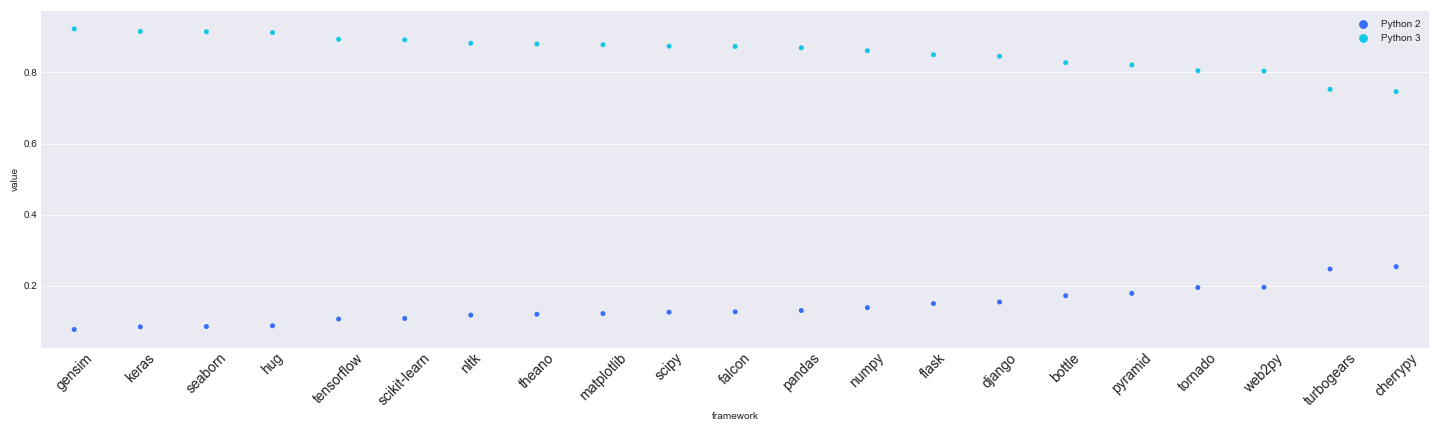 Python 2
Python 3
0.8
0.6
value
0.4
0.2
gensim
keras
seaborn
hug
tensorflow
scikit-learn
nltk
theano
matplotlib
scipy
falcon
pandas
numpy
flask
django
bottle
pyramid
tornado
web2py
turbogears
cherrypy
framework